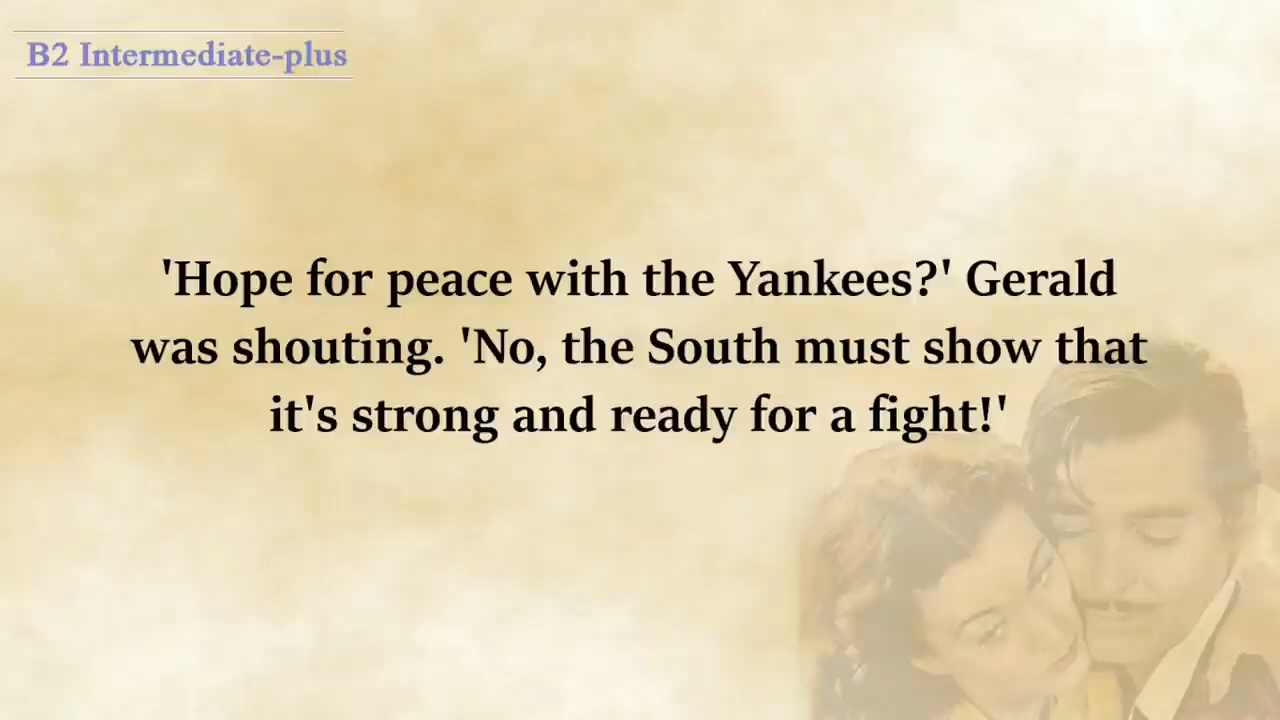 B2 Intermediate-plus
'Hope for peace with the Yankees?' Gerald
was shouting. 'No, the South must show that
it's strong and ready for a fight!'